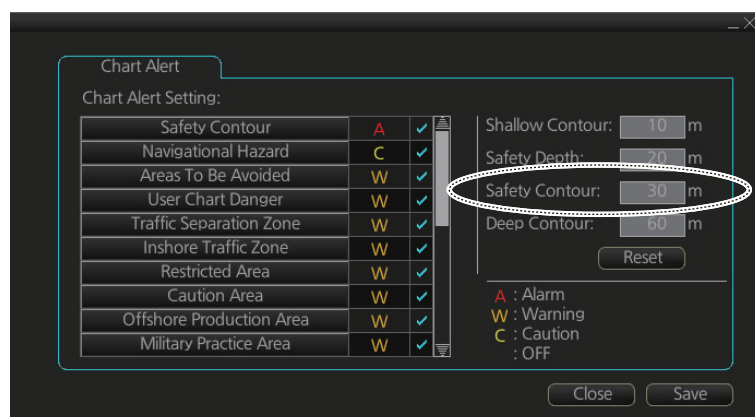 Chart Alert
Chart Alert Setting:
Safety Contour A
Navigational Hazard C
Areas To Be Avoided W
User Chart Danger W
Traffic Separation Zone W
Inshore Traffic Zone W
Restricted Area W
Caution Area W
Offshore Production Area W
Military Practice Area W
Shallow Contour: 10 m
Safety Depth: 20 m
Safety Contour: 30 m
Deep Contour: 60 m
Reset
A : Alarm
W : Warning
C : Caution
: OFF
Close Save